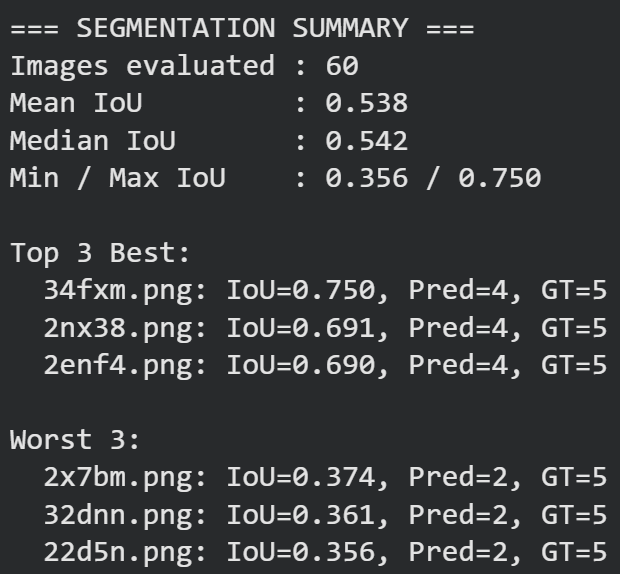 === SEGMENTATION SUMMARY ===
Images evaluated : 60
Mean IoU         : 0.538
Median IoU       : 0.542
Min / Max IoU    : 0.356 / 0.750

Top 3 Best:
  34fxm.png: IoU=0.750, Pred=4, GT=5
  2nx38.png: IoU=0.691, Pred=4, GT=5
  2enf4.png: IoU=0.690, Pred=4, GT=5

Worst 3:
  2x7bm.png: IoU=0.374, Pred=2, GT=5
  32dnn.png: IoU=0.361, Pred=2, GT=5
  22d5n.png: IoU=0.356, Pred=2, GT=5